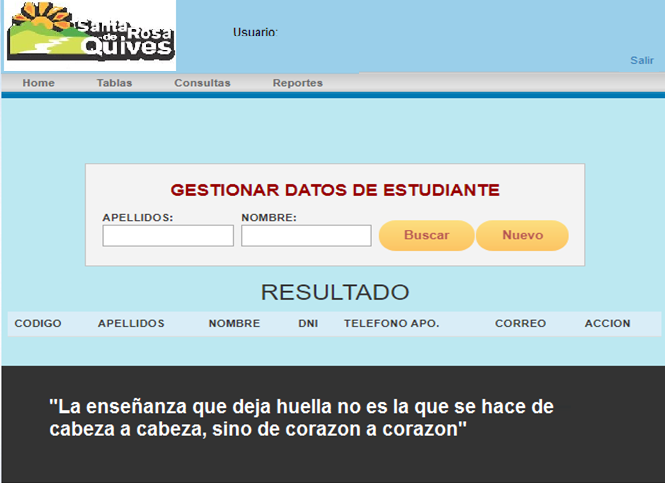 Santa Rosa
de
Quives
Usuario:
Salir
Home Tablas Consultas Reportes
GESTIONAR DATOS DE ESTUDIANTE
APELLIDOS: NOMBRE:
Buscar Nuevo
RESULTADO
CODIGO APELLIDOS NOMBRE DNI TELEFONO APO. CORREO ACCION
"La enseñanza que deja huella no es la que se hace de
cabeza a cabeza, sino de corazon a corazon"